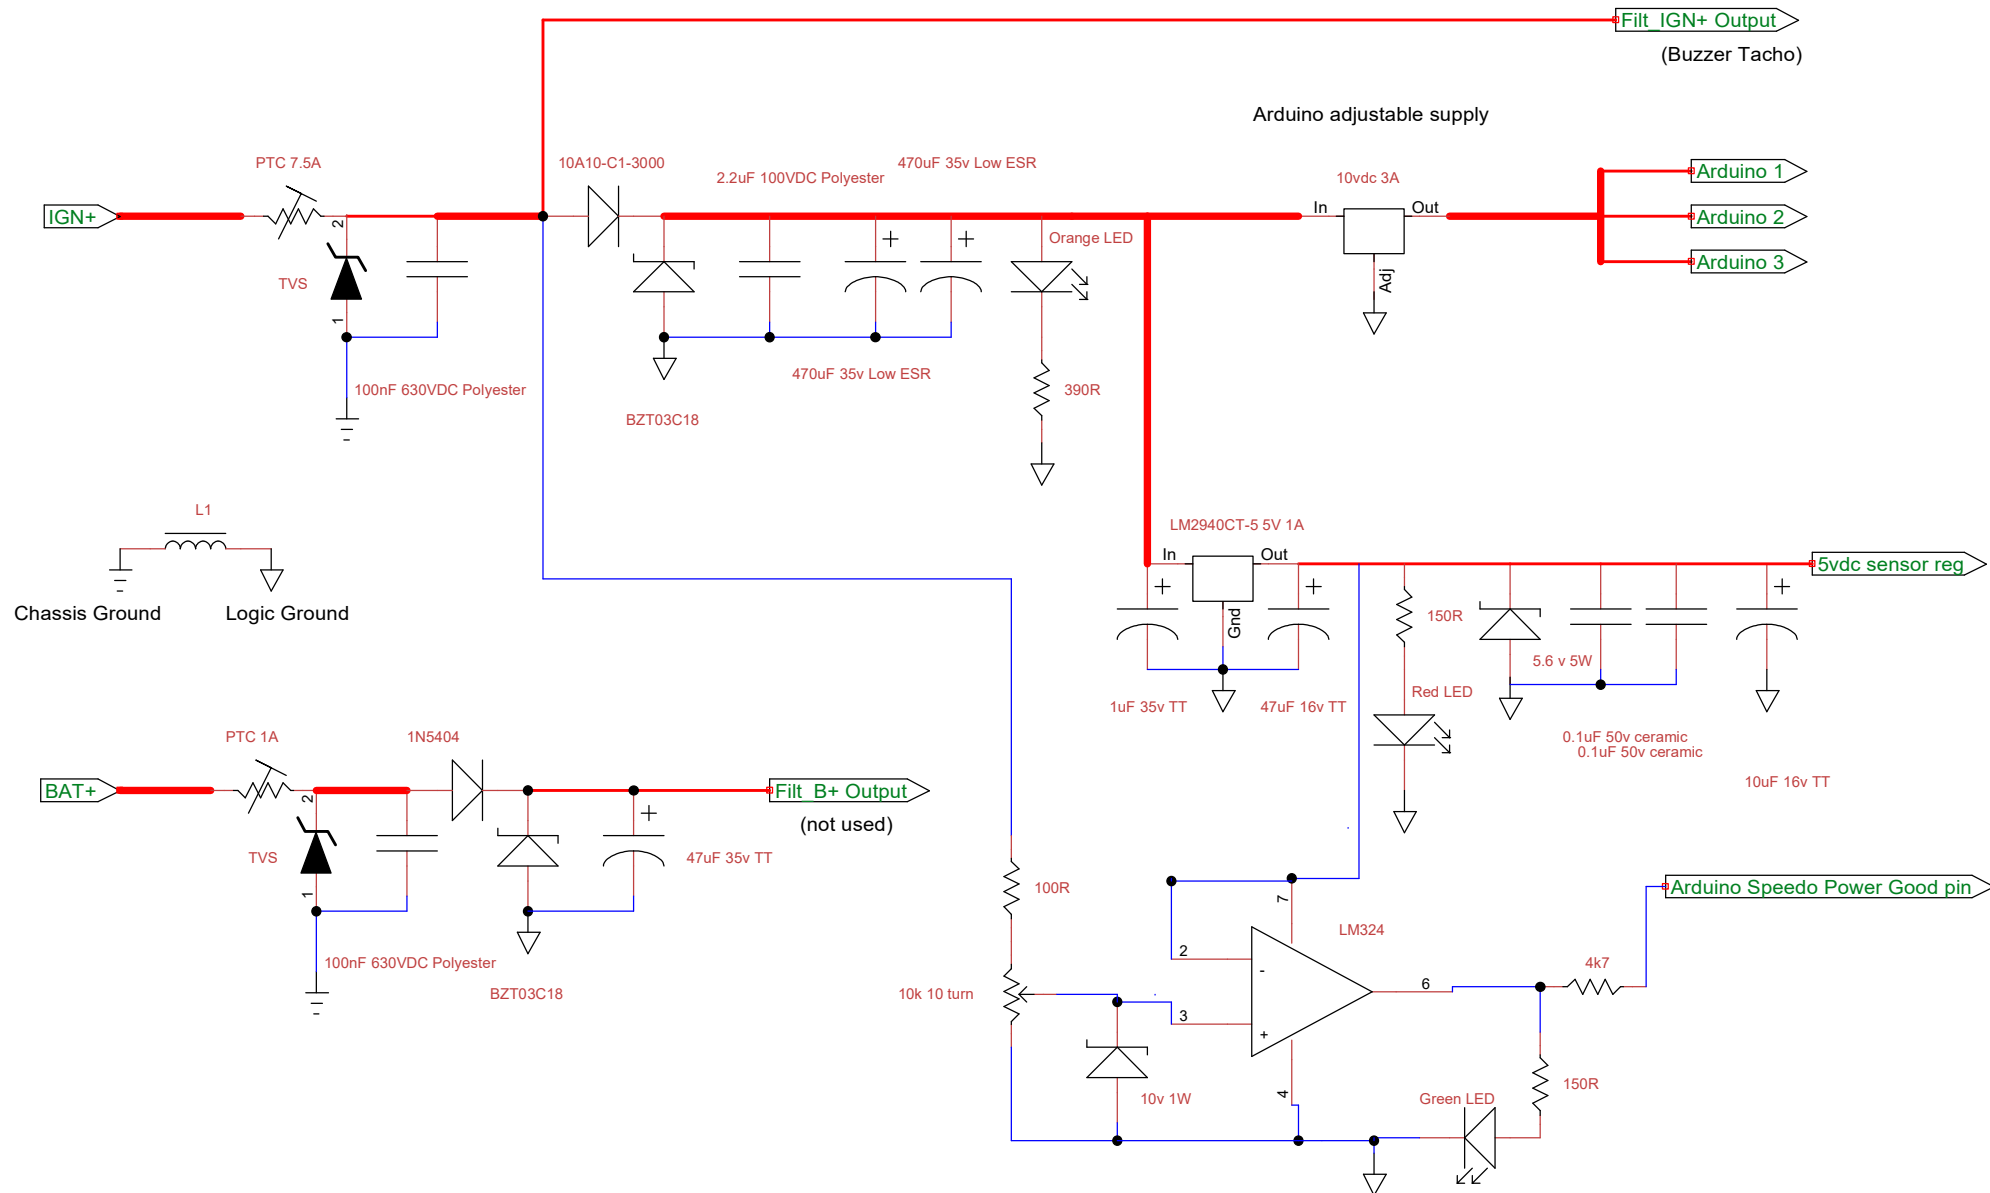 Filt_IGN+ Output
(Buzzer Tacho)
Arduino adjustable supply
PTC 7.5A
10A10-C1-3000
2.2uF 100VDC Polyester
470uF 35v Low ESR
10vdc 3A
Arduino 1
IGN+
2
In
Out
Arduino 2
+
+
Orange LED
TVS
Adj
Arduino 3
1
100nF 630VDC Polyester
470uF 35v Low ESR
390R
BZT03C18
L1
Chassis Ground
Logic Ground
LM2940CT-5 5V 1A
In
Out
5vdc sensor reg
+
Gnd
+
150R
+
5.6 v 5W
1uF 35v TT
47uF 16v TT
Red LED
0.1uF 50v ceramic
0.1uF 50v ceramic
10uF 16v TT
PTC 1A
1N5404
BAT+
2
Filt_B+ Output
(not used)
+
TVS
47uF 35v TT
1
100nF 630VDC Polyester
BZT03C18
100R
7
LM324
Arduino Speedo Power Good pin
2
-
4k7
10k 10 turn
6
3
+
4
10v 1W
150R
Green LED